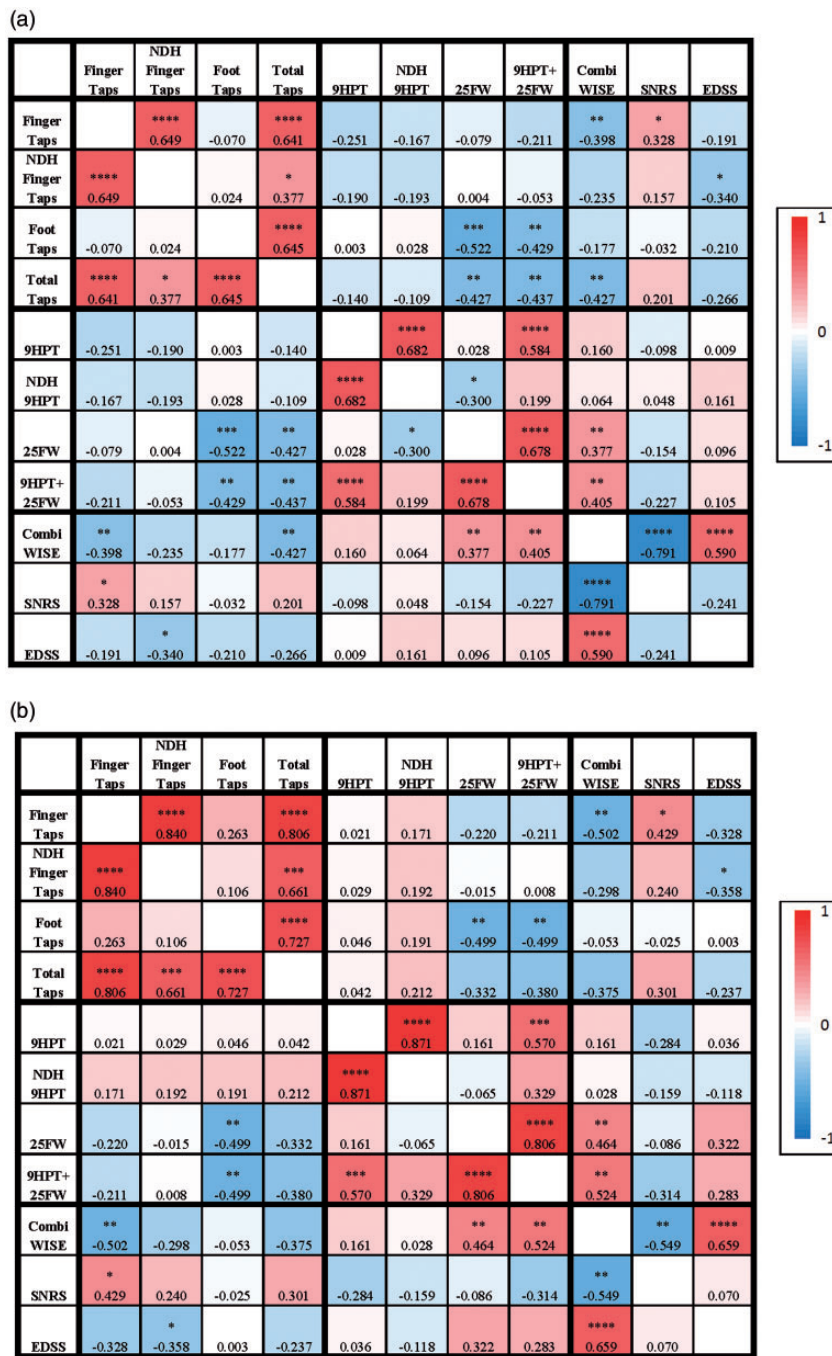 (a)
Finger Taps NDH Finger Taps Foot Taps Total Taps 9HPT NDH 9HPT 25FW 9HPT+ 25FW Combi WISE SNRS EDSS
Finger Taps **** 0.649 -0.070 **** 0.641 -0.251 -0.167 -0.079 -0.211 ** -0.398 * 0.328 -0.191
NDH Finger Taps **** 0.649 0.024 * 0.377 -0.190 -0.193 0.004 -0.053 -0.235 0.157 * -0.340
Foot Taps -0.070 0.024 **** 0.645 0.003 0.028 *** -0.522 ** -0.429 -0.177 -0.032 -0.210
Total Taps **** 0.641 * 0.377 **** 0.645 -0.140 -0.109 ** -0.427 ** -0.437 ** -0.427 0.201 -0.266
9HPT -0.251 -0.190 0.003 -0.140 **** 0.682 0.028 **** 0.584 0.160 -0.098 0.009
NDH 9HPT -0.167 -0.193 0.028 -0.109 **** 0.682 * -0.300 0.199 0.064 0.048 0.161
25FW -0.079 0.004 *** -0.522 ** -0.427 0.028 * -0.300 **** 0.678 ** 0.377 -0.154 0.096
9HPT+ 25FW -0.211 -0.053 ** -0.429 ** -0.437 **** 0.584 0.199 **** 0.678 ** 0.405 -0.227 0.105
Combi WISE ** -0.398 -0.235 -0.177 ** -0.427 0.160 0.064 ** 0.377 ** 0.405 **** -0.791 **** 0.590
SNRS * 0.328 0.157 -0.032 0.201 -0.098 0.048 -0.154 -0.227 **** -0.791 -0.241
EDSS -0.191 * -0.340 -0.210 -0.266 0.009 0.161 0.096 0.105 **** 0.590 -0.241
1
0
-1
(b)
Finger Taps NDH Finger Taps Foot Taps Total Taps 9HPT NDH 9HPT 25FW 9HPT+ 25FW Combi WISE SNRS EDSS
Finger Taps **** 0.840 0.263 **** 0.806 0.021 0.171 -0.220 -0.211 ** -0.502 * 0.429 -0.328
NDH Finger Taps **** 0.840 0.106 *** 0.661 0.029 0.192 -0.015 0.008 -0.298 0.240 * -0.358
Foot Taps 0.263 0.106 **** 0.727 0.046 0.191 ** -0.499 ** -0.499 -0.053 -0.025 0.003
Total Taps **** 0.806 *** 0.661 **** 0.727 0.042 0.212 -0.332 -0.380 -0.375 0.301 -0.237
9HPT 0.021 0.029 0.046 0.042 **** 0.871 0.161 *** 0.570 0.161 -0.284 0.036
NDH 9HPT 0.171 0.192 0.191 0.212 **** 0.871 -0.065 0.329 0.028 -0.159 -0.118
25FW -0.220 -0.015 ** -0.499 -0.332 0.161 -0.065 **** 0.806 ** 0.464 -0.086 0.322
9HPT+ 25FW -0.211 0.008 ** -0.499 -0.380 *** 0.570 0.329 **** 0.806 ** 0.524 -0.314 0.283
Combi WISE ** -0.502 -0.298 -0.053 -0.375 0.161 0.028 ** 0.464 ** 0.524 ** -0.549 **** 0.659
SNRS * 0.429 0.240 -0.025 0.301 -0.284 -0.159 -0.086 -0.314 ** -0.549 0.070
EDSS -0.328 * -0.358 0.003 -0.237 0.036 -0.118 0.322 0.283 **** 0.659 0.070
1
0
-1